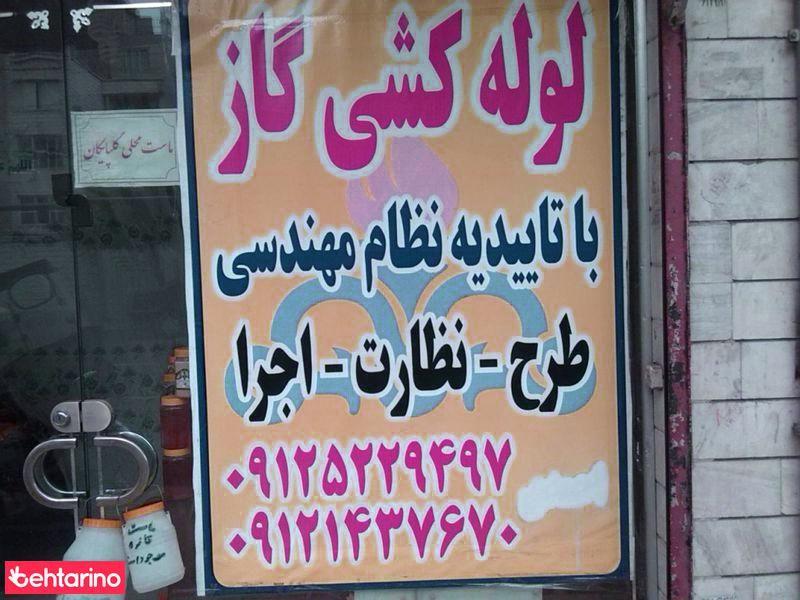 لوله کشی گاز
با تاییدیه نظام مهندسی
طرح - نظارت - اجرا
۰۹۱۲۵۲۲۹۴۹۷
۰۹۱۲۱۴۳۷۶۷۰
ماست محلی گلپایگان
behtarino